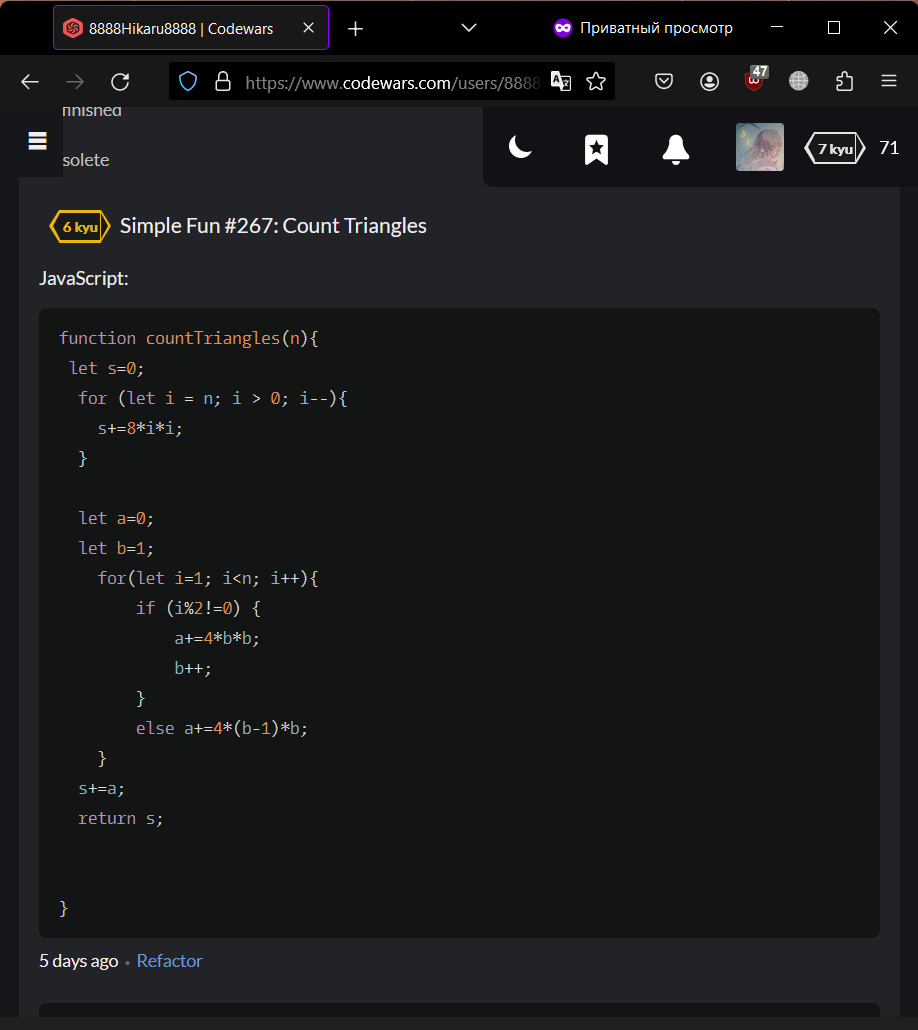 8888Hikaru8888 | Codewars
Приватный просмотр
https://www.codewars.com/users/8888
47
finished
solete
7 kyu
71
6 kyu
Simple Fun #267: Count Triangles
JavaScript:
function countTriangles(n){
let s=0;
for (let i = n; i > 0; i--){
s+=8*i*i;
}
let a=0;
let b=1;
for(let i=1; i<n; i++){
if (i%2!=0) {
a+=4*b*b;
b++;
}
else a+=4*(b-1)*b;
}
s+=a;
return s;
}
5 days ago • Refactor